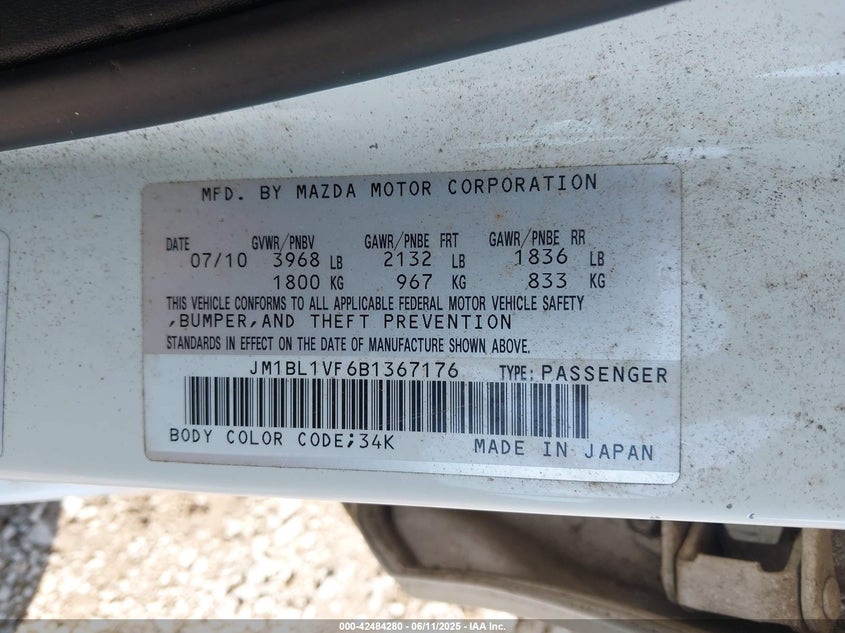 MFD. BY MAZDA MOTOR CORPORATION
DATE GVWR/PNBV GAWR/PNBE FRT GAWR/PNBE RR
07/10 3968 LB 2132 LB 1836 LB
1800 KG 967 KG 833 KG
THIS VEHICLE CONFORMS TO ALL APPLICABLE FEDERAL MOTOR VEHICLE SAFETY
,BUMPER,AND THEFT PREVENTION
STANDARDS IN EFFECT ON THE DATE OF MANUFACTURE SHOWN ABOVE.
JM1BL1VF6B1367176 TYPE: PASSENGER
BODY COLOR CODE;34K MADE IN JAPAN
000-42484280 - 06/11/2025 - IAA Inc.